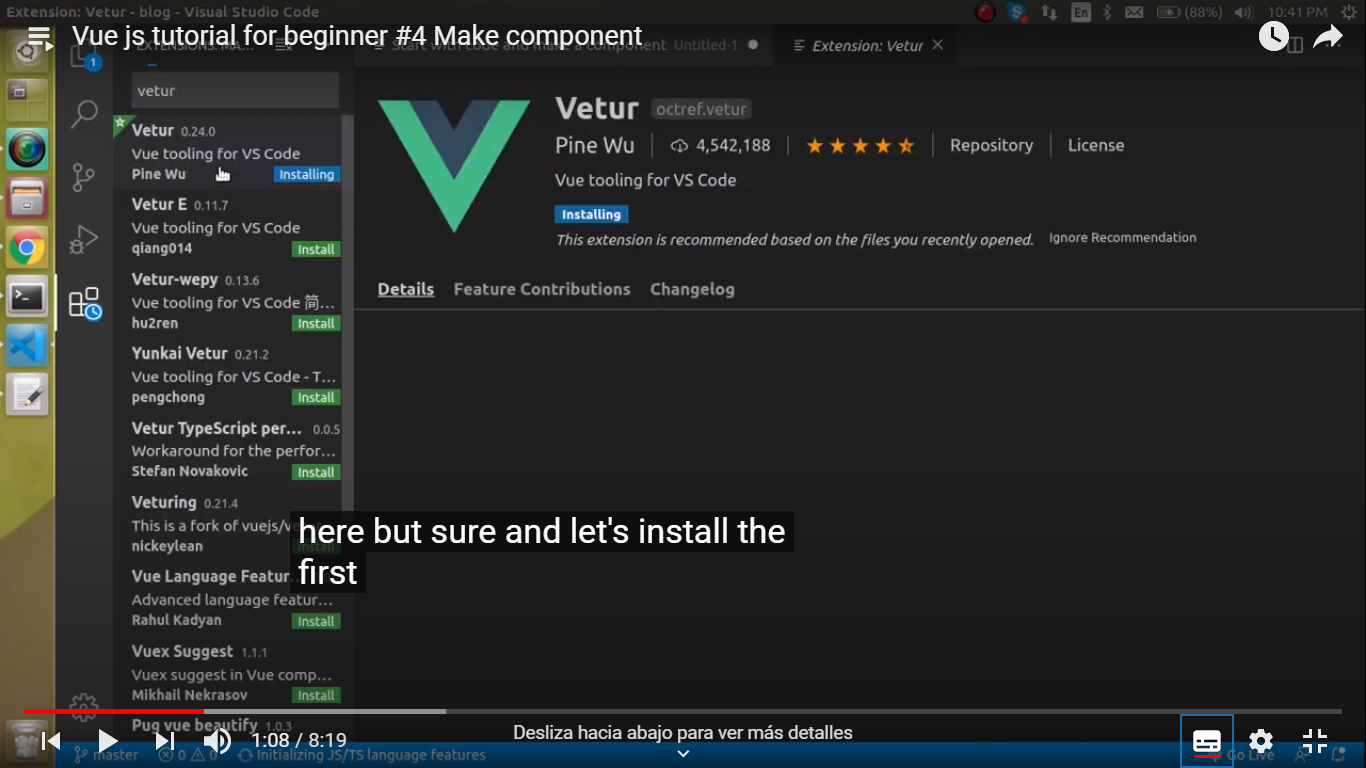 Extension: Vetur - blog - Visual Studio Code
En
(88%)
10:41 PM
Vue js tutorial for beginner #4 Make component
EXTENSIONS: MA...
Start with code and make a component Untitled-1
Extension: Vetur
1
vetur
Vetur 0.24.0
Vue tooling for VS Code
Pine Wu
Installing
Vetur E 0.11.7
Vue tooling for VS Code
qiang014
Install
Vetur-wepy 0.13.6
Vue tooling for VS Code 简...
hu2ren
Install
Yunkai Vetur 0.21.2
Vue tooling for VS Code - T...
pengchong
Install
Vetur TypeScript per... 0.0.5
Workaround for the perfor...
Stefan Novakovic
Install
Veturing 0.21.4
This is a fork of vuejs/ve
nickeylean
Install
Vue Language Featur
Advanced language featur...
Rahul Kadyan
Install
Vuex Suggest 1.1.1
Vuex suggest in Vue comp...
Mikhail Nekrasov
Install
Pug vue beautify 1.0.3
Vetur octref.vetur
Pine Wu
4,542,188
Repository
License
Vue tooling for VS Code
Installing
This extension is recommended based on the files you recently opened.
Ignore Recommendation
Details
Feature Contributions
Changelog
here but sure and let's install the
first
1:08 / 8:19
Desliza hacia abajo para ver más detalles
master
0
0
Initializing JS/TS language features
Go Live